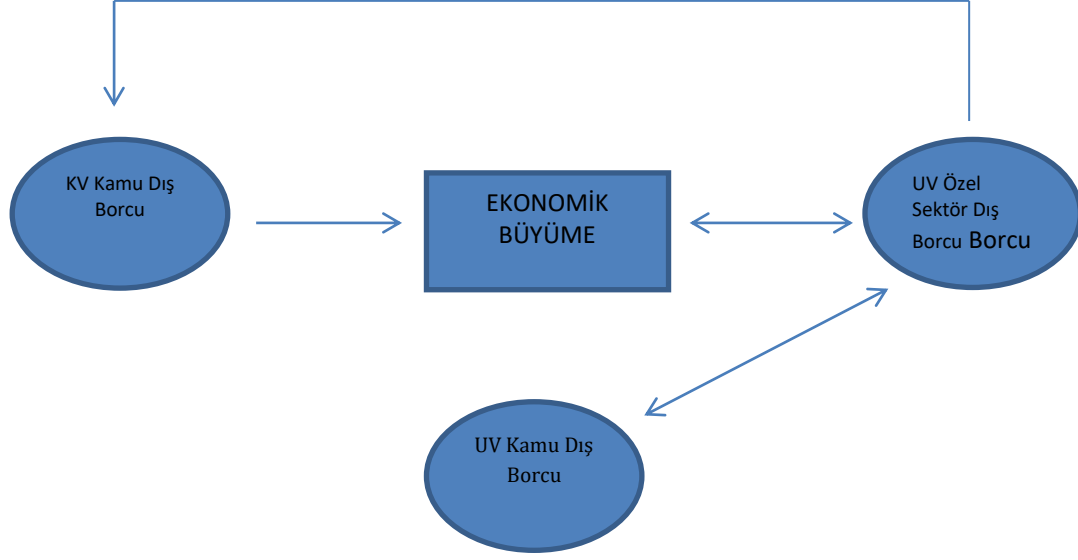 KV Kamu Dış
Borcu
EKONOMİK
BÜYÜME
UV Özel
Sektör Dış
Borcu Borcu
UV Kamu Dış
Borcu